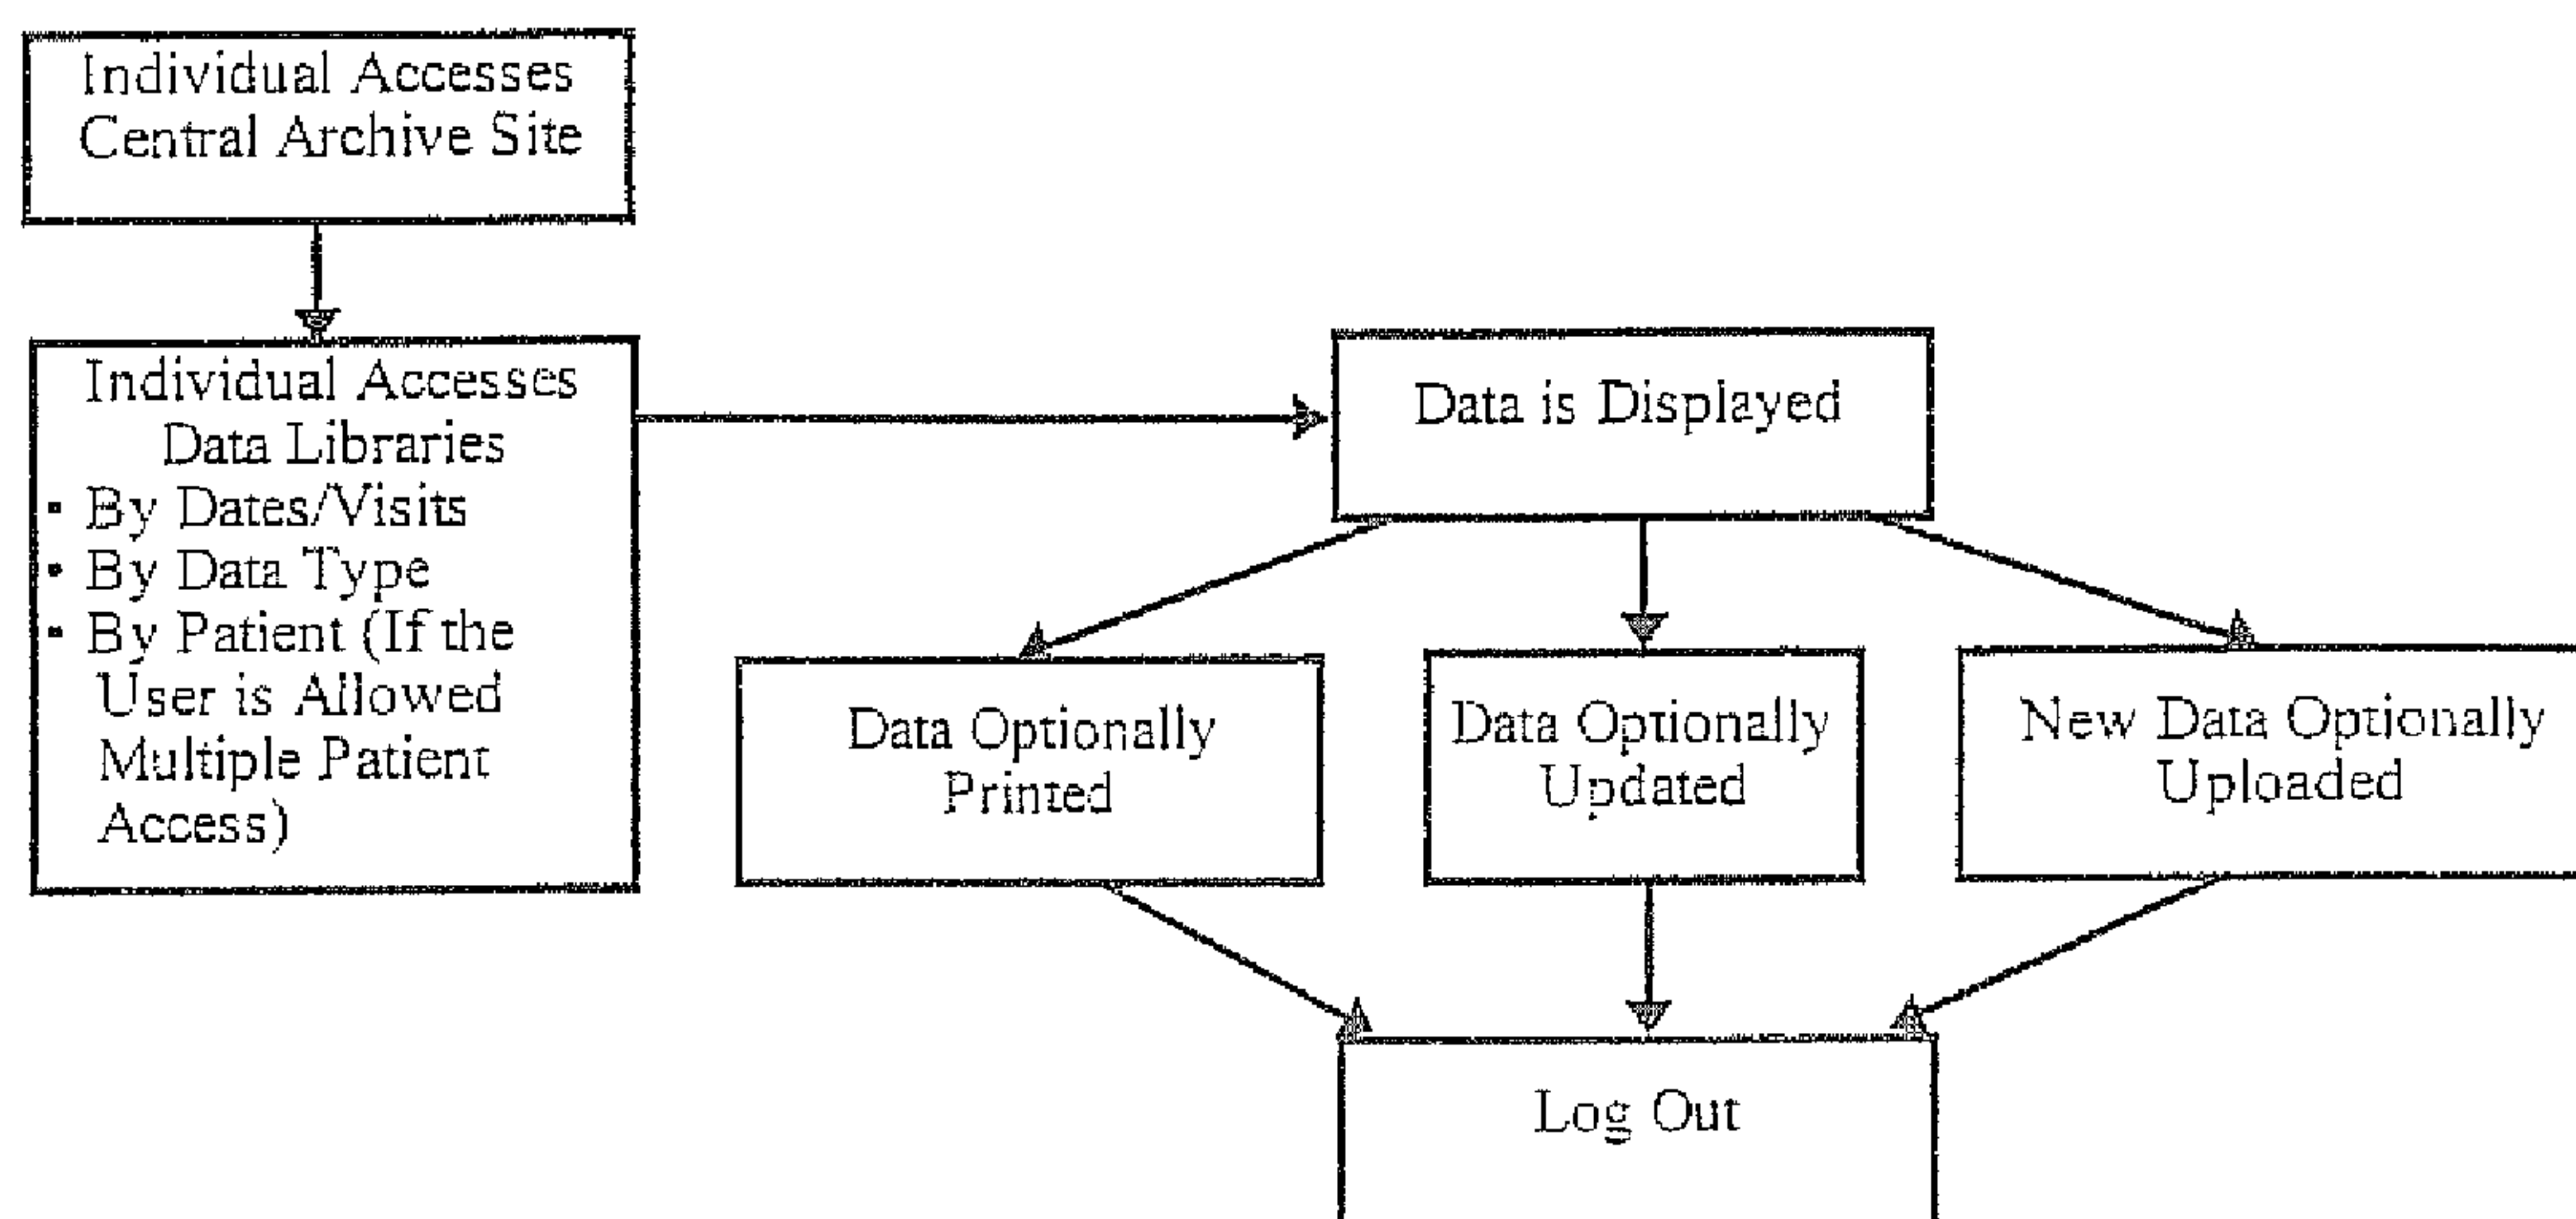 Individual Accesses
Central Archive Site
Individual Accesses
Data Libraries
▪ By Dates/Visits
▪ By Data Type
▪ By Patient (If the
User is Allowed
Multiple Patient
Access)
Data is Displayed
Data Optionally
Printed
Data Optionally
Updated
New Data Optionally
Uploaded
Log Out